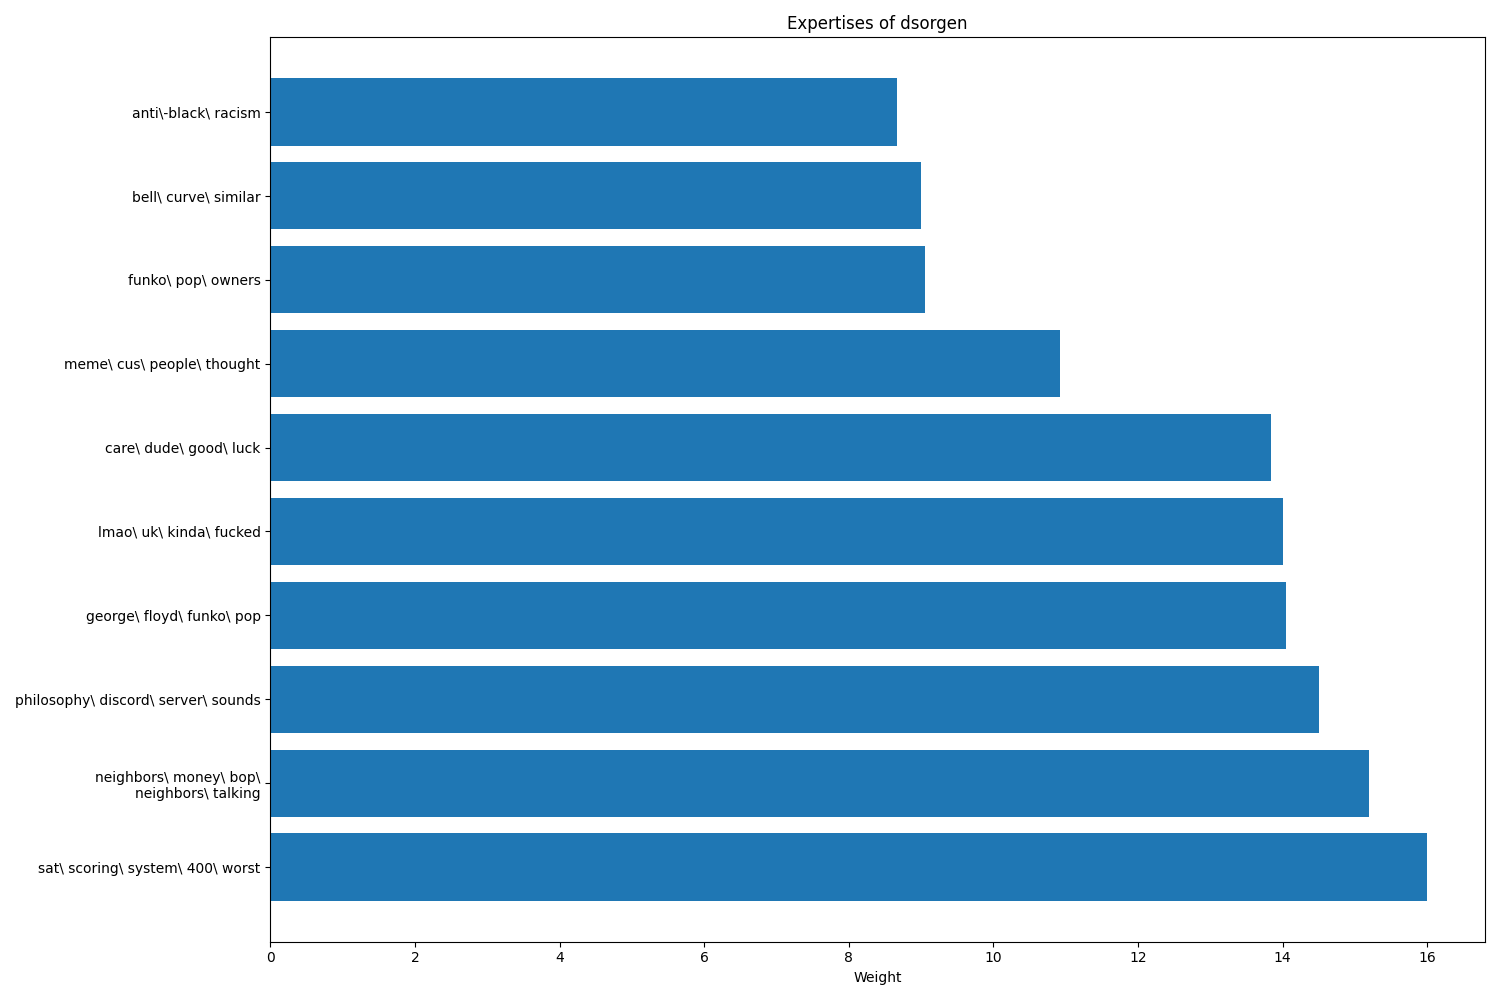 Expertises of dsorgen
anti\-black\ racism
bell\ curve\ similar
funko\ pop\ owners
meme\ cus\ people\ thought
care\ dude\ good\ luck
lmao\ uk\ kinda\ fucked
george\ floyd\ funko\ pop
philosophy\ discord\ server\ sounds
neighbors\ money\ bop\
neighbors\ talking
sat\ scoring\ system\ 400\ worst
0 2 4 6 8 10 12 14 16
Weight